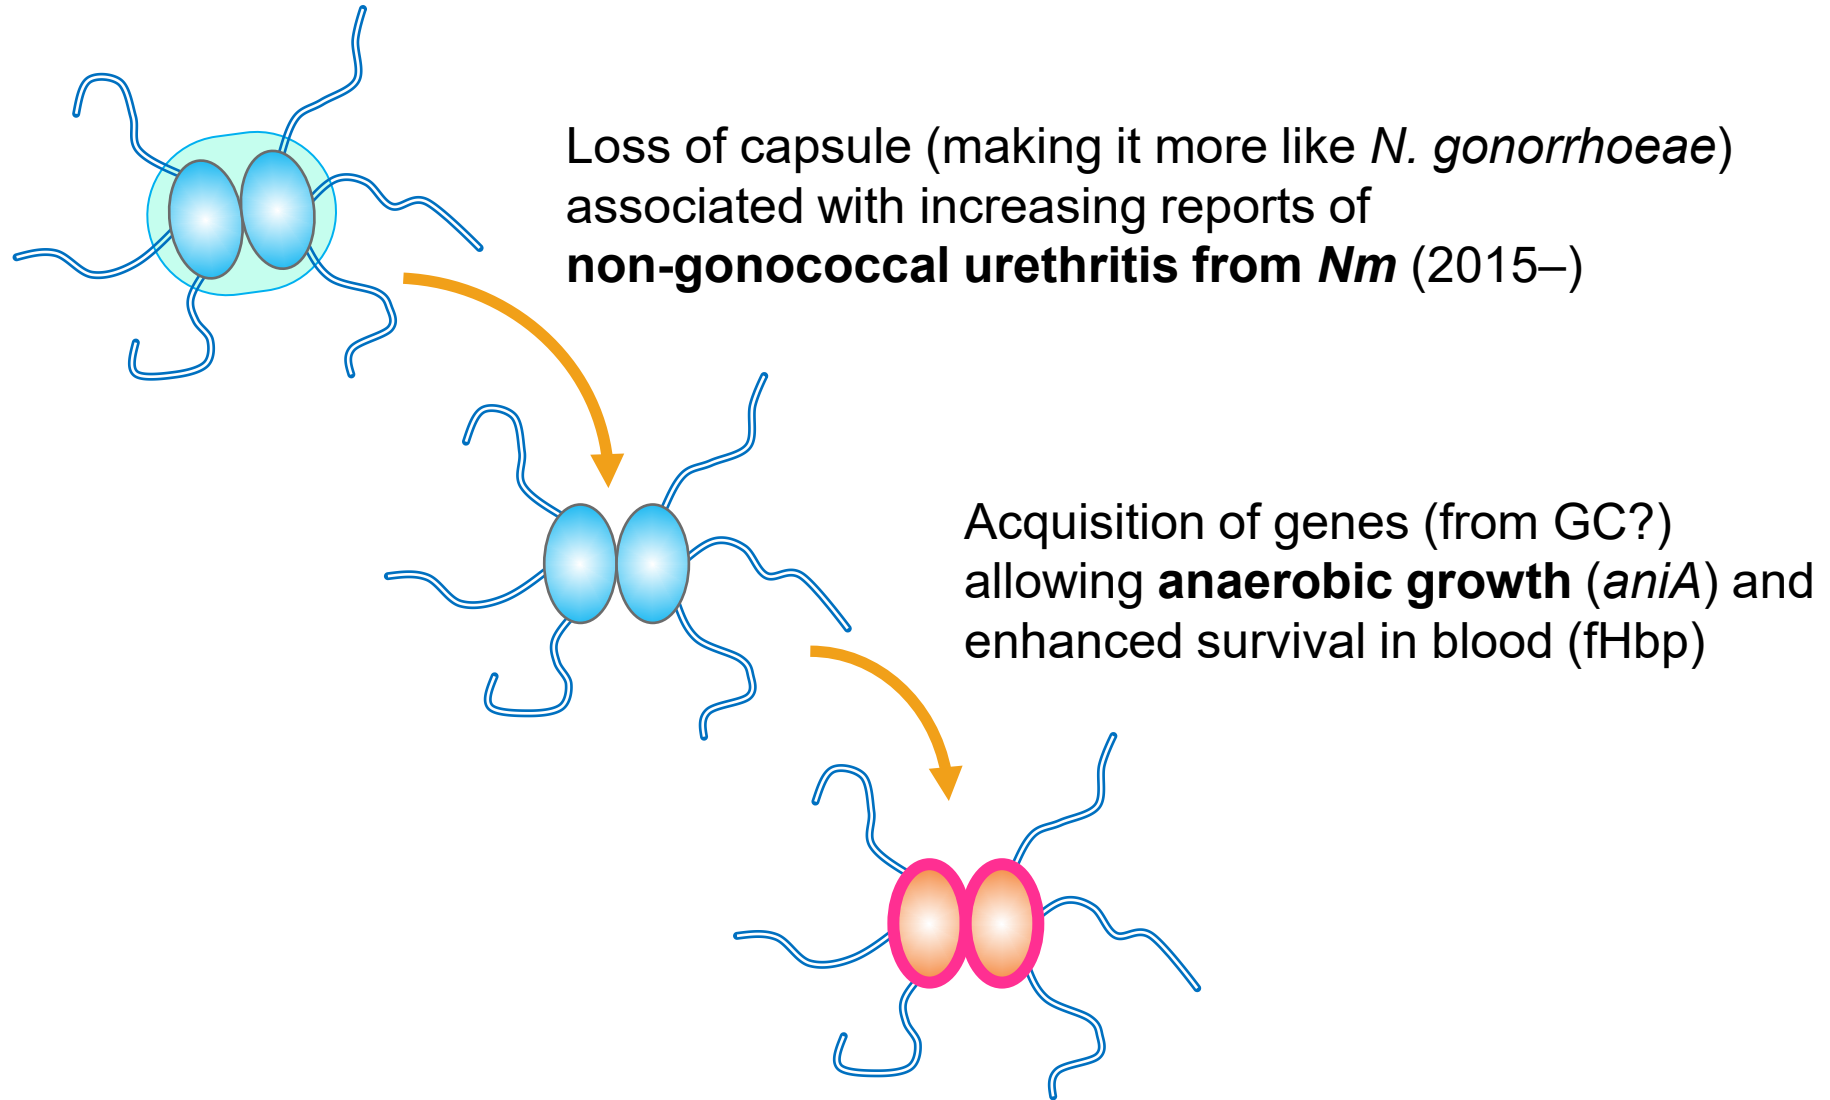 Loss of capsule (making it more like N. gonorrhoeae)
associated with increasing reports of
non-gonococcal urethritis from Nm (2015–)
Acquisition of genes (from GC?)
allowing anaerobic growth (aniA) and
enhanced survival in blood (fHbp)